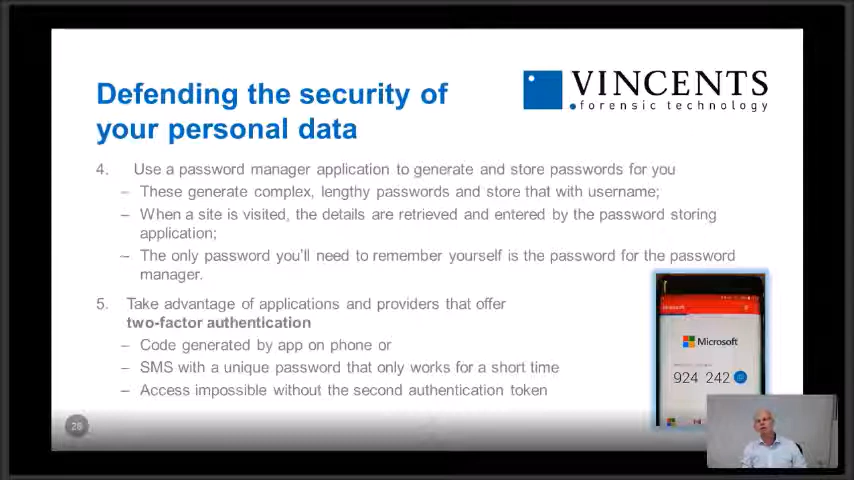 Defending the security of
your personal data
VINCENTS
forensic technology
4. Use a password manager application to generate and store passwords for you
– These generate complex, lengthy passwords and store that with username;
– When a site is visited, the details are retrieved and entered by the password storing
application;
– The only password you'll need to remember yourself is the password for the password
manager.
5. Take advantage of applications and providers that offer
two-factor authentication
– Code generated by app on phone or
– SMS with a unique password that only works for a short time
– Access impossible without the second authentication token
Microsoft
924 242